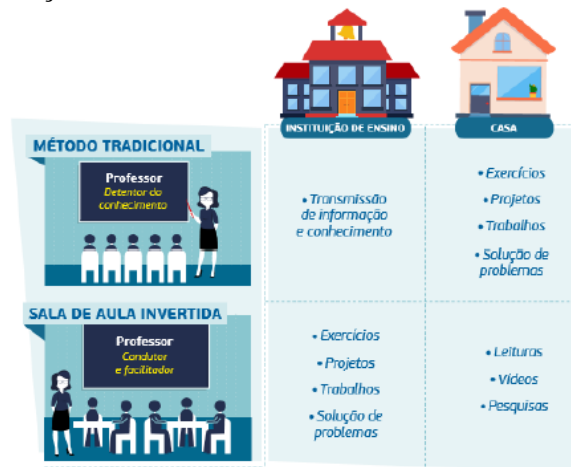 INSTITUIÇÃO DE ENSINO
CASA
MÉTODO TRADICIONAL
Professor
Detentor do
conhecimento
• Transmissão
de informação
e conhecimento
• Exercícios
• Projetos
• Trabalhos
• Solução de
problemas
SALA DE AULA INVERTIDA
Professor
Condutor
e facilitador
• Exercícios
• Projetos
• Trabalhos
• Solução de
problemas
• Leituras
• Vídeos
• Pesquisas